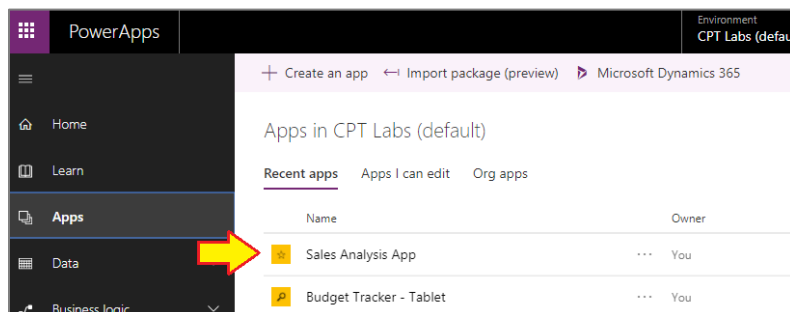 PowerApps
Environment
CPT Labs (defau
Create an app
Import package (preview)
Microsoft Dynamics 365
Home
Learn
Apps
Data
Business logic
Apps in CPT Labs (default)
Recent apps
Apps I can edit
Org apps
Name
Owner
Sales Analysis App
... You
Budget Tracker - Tablet
... You